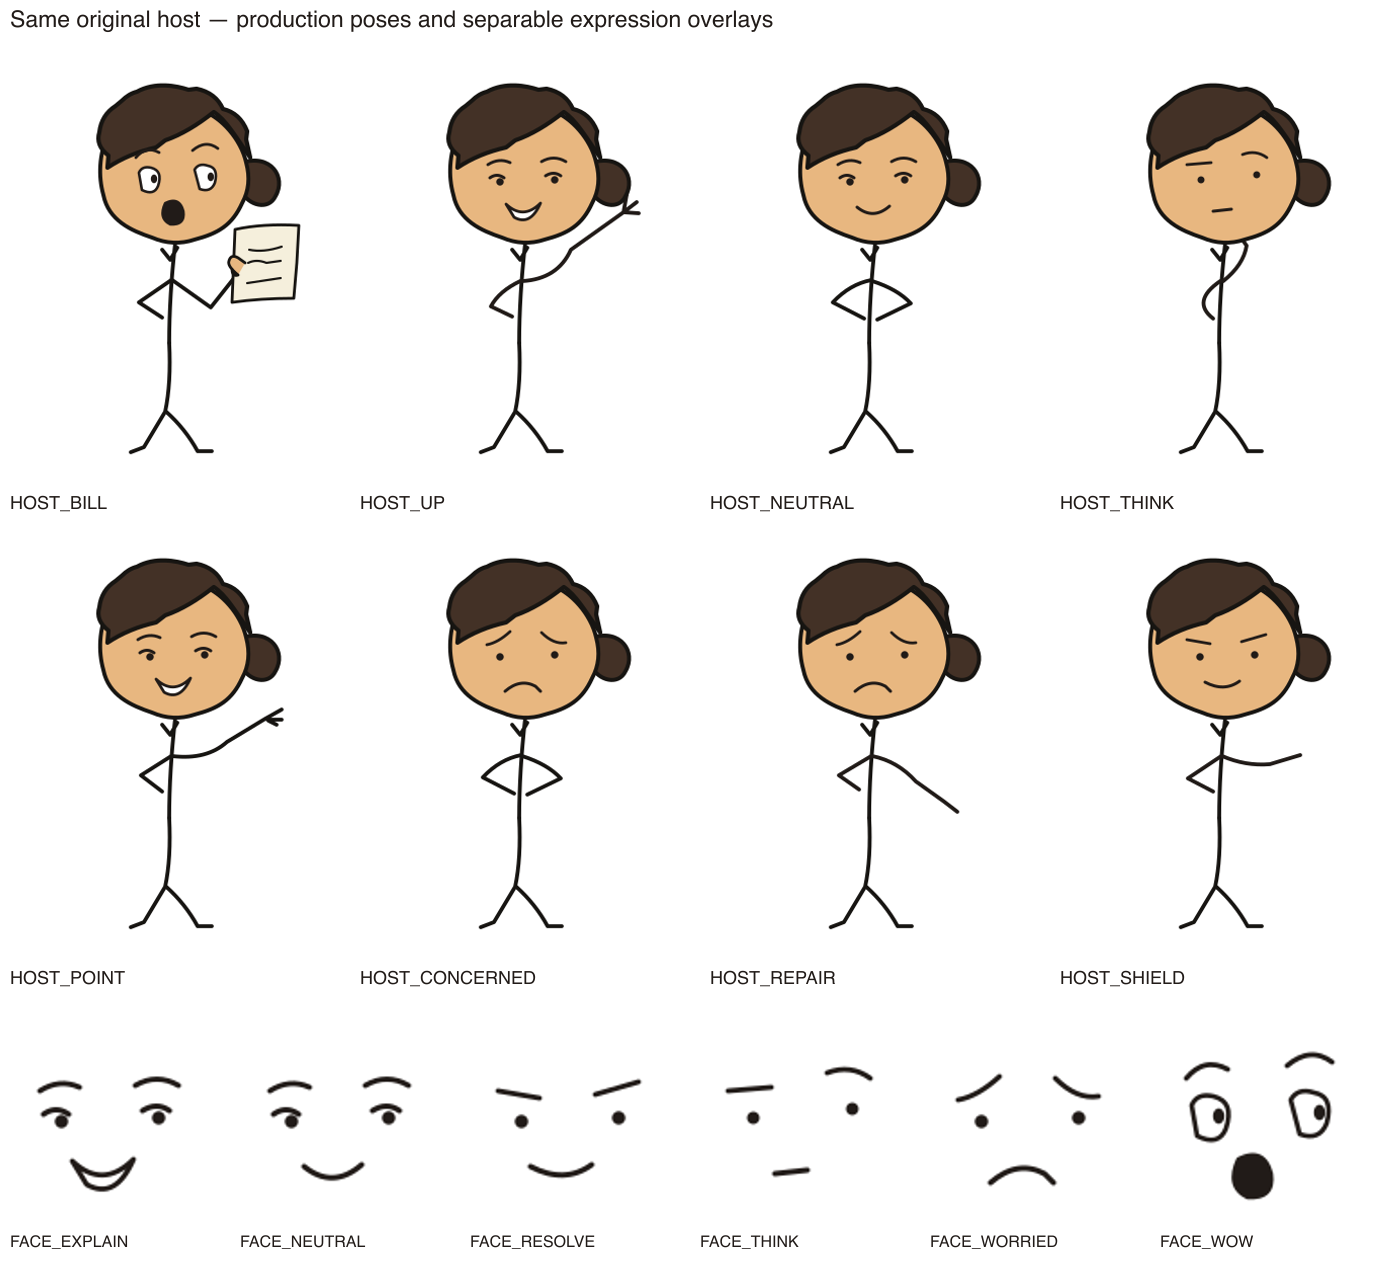 Same original host — production poses and separable expression overlays
HOST_BILL
HOST_UP
HOST_NEUTRAL
HOST_THINK
HOST_POINT
HOST_CONCERNED
HOST_REPAIR
HOST_SHIELD
FACE_EXPLAIN
FACE_NEUTRAL
FACE_RESOLVE
FACE_THINK
FACE_WORRIED
FACE_WOW